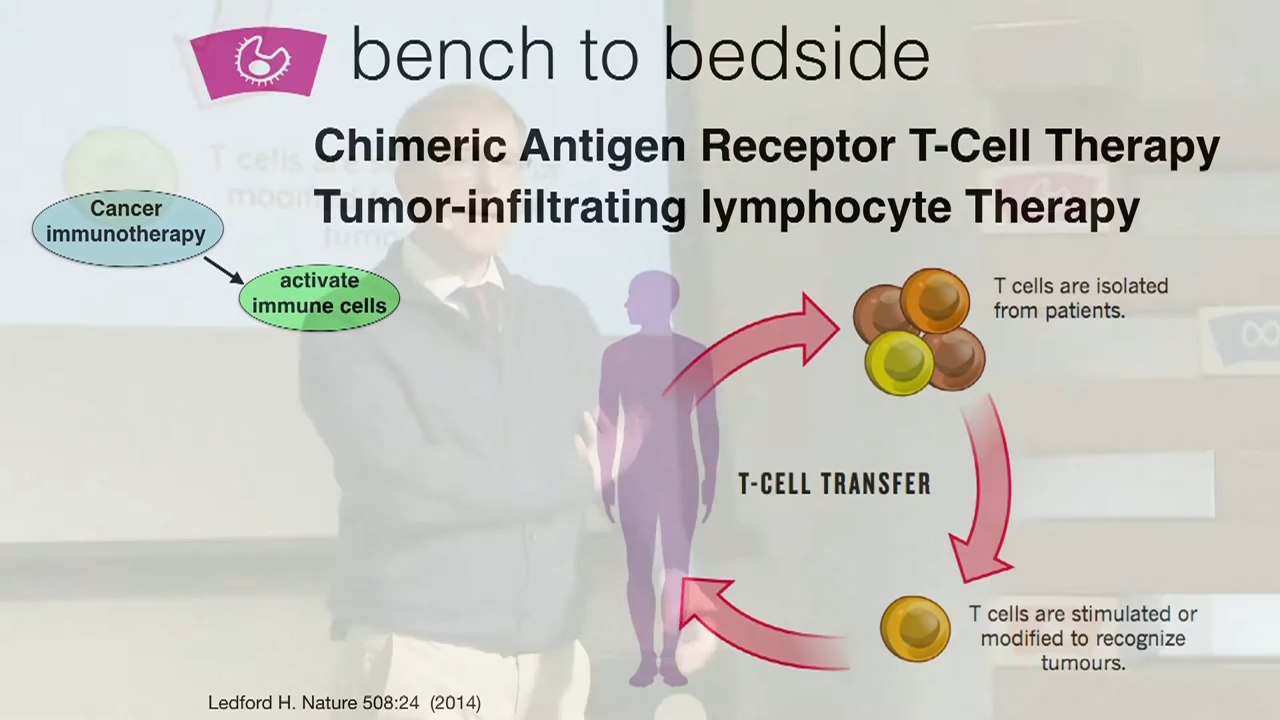 bench to bedside
Chimeric Antigen Receptor T-Cell Therapy
Tumor-infiltrating lymphocyte Therapy
Cancer
immunotherapy
activate
immune cells
T cells are isolated
from patients.
T-CELL TRANSFER
T cells are stimulated or
modified to recognize
tumours.
Ledford H. Nature 508:24 (2014)